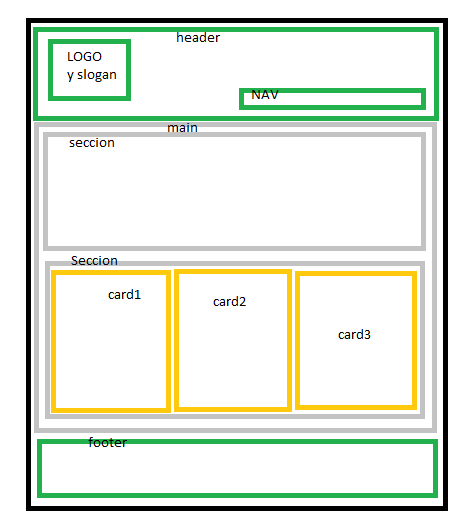 header
LOGO
y slogan
NAV
main
seccion
Seccion
card1
card2
card3
footer